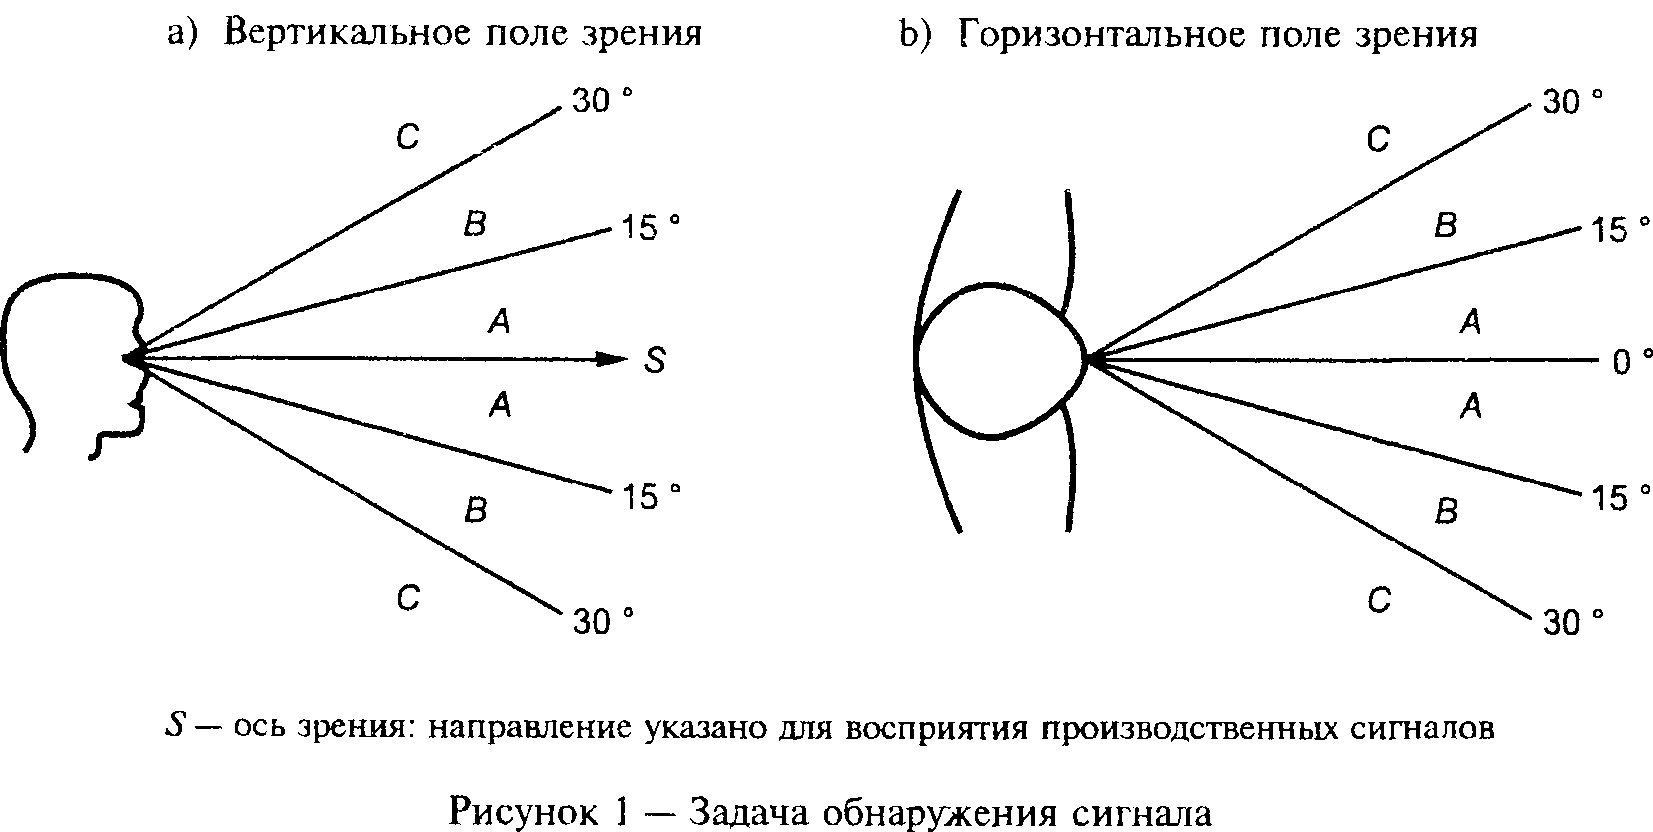 a) Вертикальное поле зрения
b) Горизонтальное поле зрения
30 °
C
B
15 °
A
S
A
15 °
B
C
30 °
30 °
C
B
15 °
A
0 °
A
15 °
B
C
30 °
S — ось зрения: направление указано для восприятия производственных сигналов
Рисунок 1 — Задача обнаружения сигнала